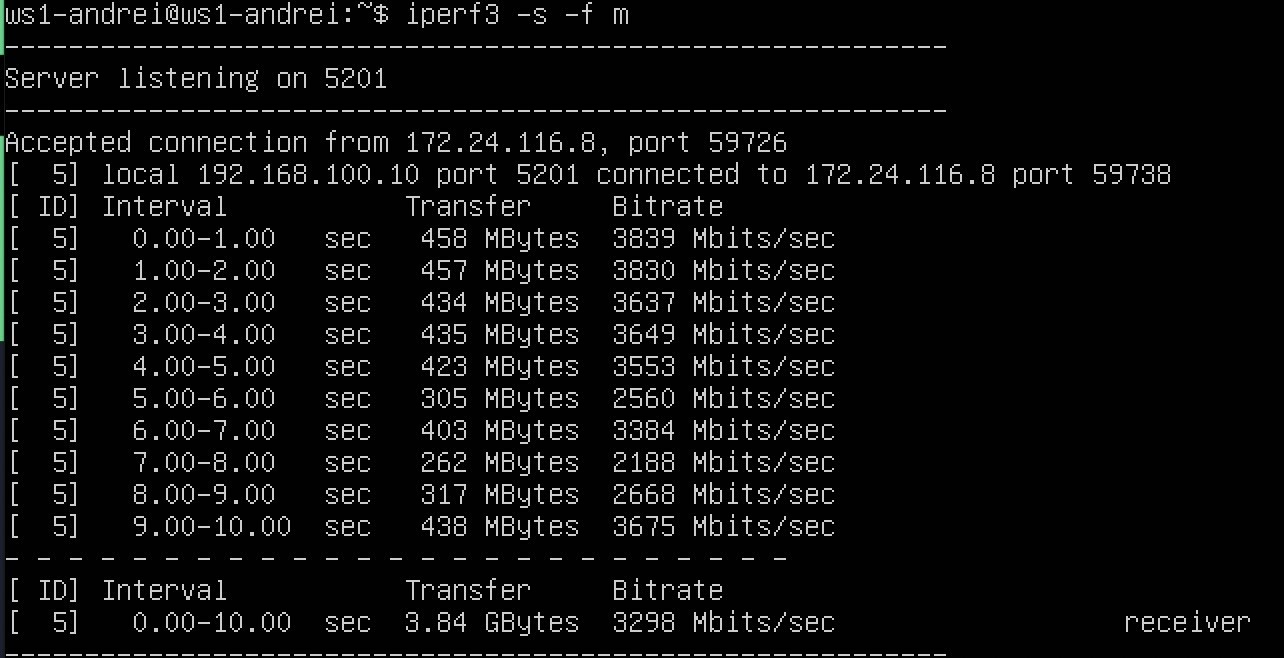 ws1-andrei@ws1-andrei:~$ iperf3 -s -f m
-----------------------------------------------------------
Server listening on 5201
-----------------------------------------------------------
Accepted connection from 172.24.116.8, port 59726
[  5] local 192.168.100.10 port 5201 connected to 172.24.116.8 port 59738
[ ID] Interval           Transfer     Bitrate
[  5]   0.00-1.00   sec   458 MBytes  3839 Mbits/sec
[  5]   1.00-2.00   sec   457 MBytes  3830 Mbits/sec
[  5]   2.00-3.00   sec   434 MBytes  3637 Mbits/sec
[  5]   3.00-4.00   sec   435 MBytes  3649 Mbits/sec
[  5]   4.00-5.00   sec   423 MBytes  3553 Mbits/sec
[  5]   5.00-6.00   sec   305 MBytes  2560 Mbits/sec
[  5]   6.00-7.00   sec   403 MBytes  3384 Mbits/sec
[  5]   7.00-8.00   sec   262 MBytes  2188 Mbits/sec
[  5]   8.00-9.00   sec   317 MBytes  2668 Mbits/sec
[  5]   9.00-10.00  sec   438 MBytes  3675 Mbits/sec
- - - - - - - - - - - - - - - - - - - - - - - - -
[ ID] Interval           Transfer     Bitrate
[  5]   0.00-10.00  sec  3.84 GBytes  3298 Mbits/sec                  receiver
-----------------------------------------------------------